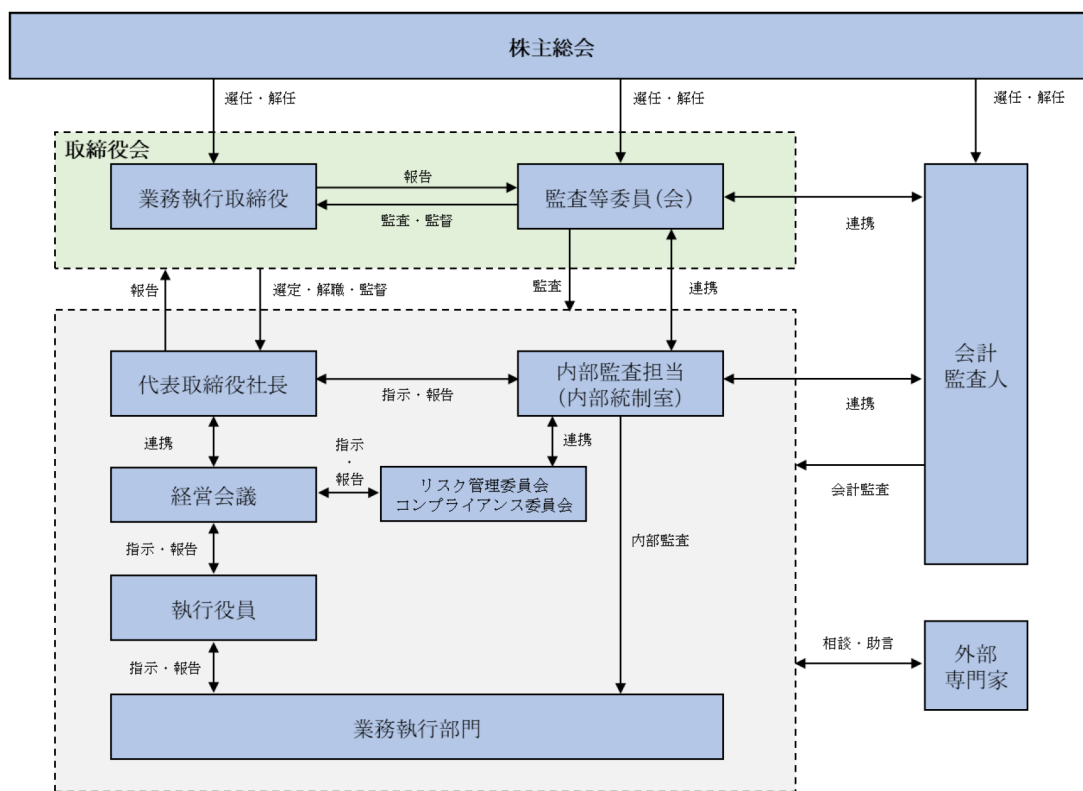 株主総会
選任・解任
選任・解任
選任・解任
取締役会
業務執行取締役
報告
監査・監督
監査等委員(会)
連携
報告
選定・解職・監督
監査
連携
会計
監査人
代表取締役社長
指示・報告
内部監査担当
(内部統制室)
連携
連携
指示
・
報告
連携
経営会議
リスク管理委員会
コンプライアンス委員会
会計監査
指示・報告
内部監査
執行役員
指示・報告
相談・助言
外部
専門家
業務執行部門